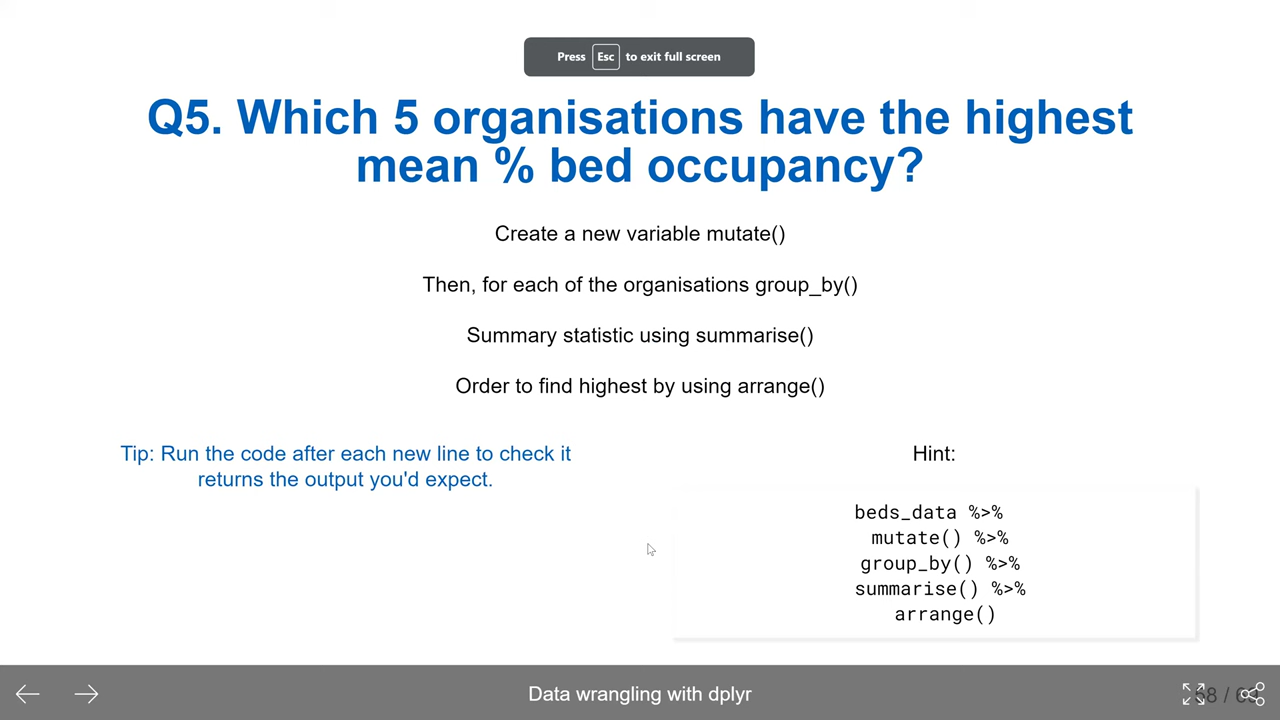 Press Esc to exit full screen
Q5. Which 5 organisations have the highest
mean % bed occupancy?
Create a new variable mutate()
Then, for each of the organisations group_by()
Summary statistic using summarise()
Order to find highest by using arrange()
Tip: Run the code after each new line to check it
returns the output you'd expect.
Hint:
beds_data %>%
mutate() %>%
group_by() %>%
summarise() %>%
arrange()
Data wrangling with dplyr